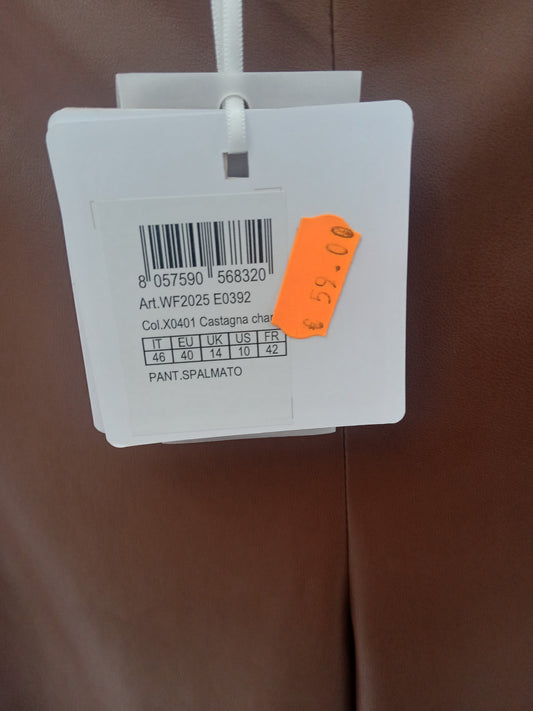 8 057590 568320
Art.WF2025 E0392
Col.X0401 Castagna char
IT EU UK US FR
46 40 14 10 42
PANT.SPALMATO
€ 59.00